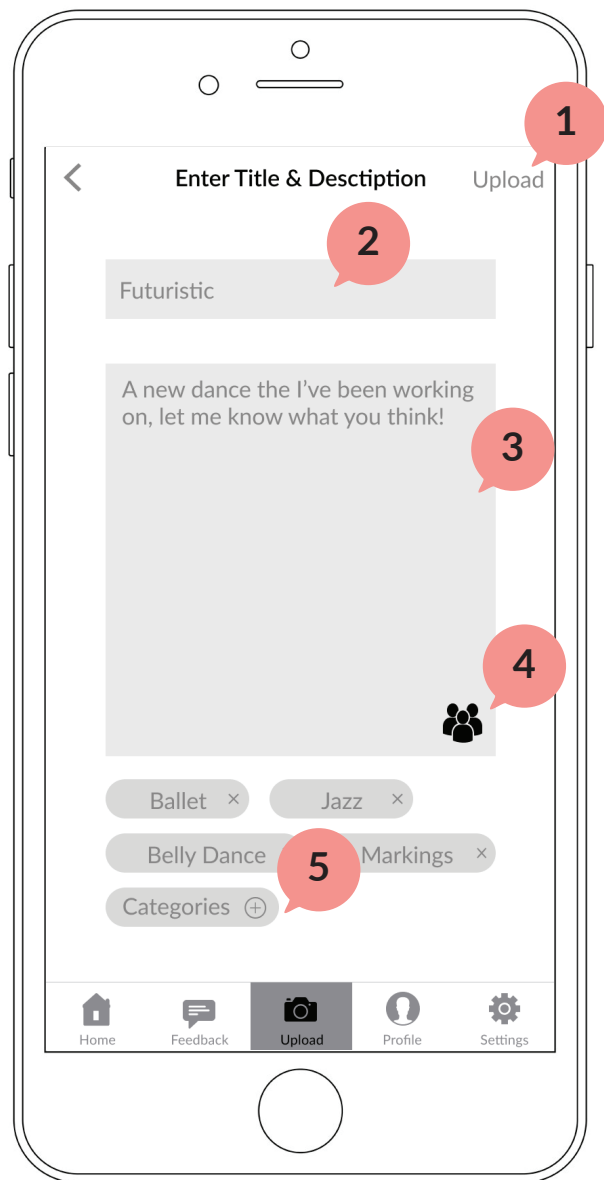 1
Enter Title & Desctiption Upload
2
Futuristic
A new dance the I've been working
on, let me know what you think!
3
4
Ballet × Jazz ×
Belly Dance Markings ×
5
Categories
Home Feedback Upload Profile Settings